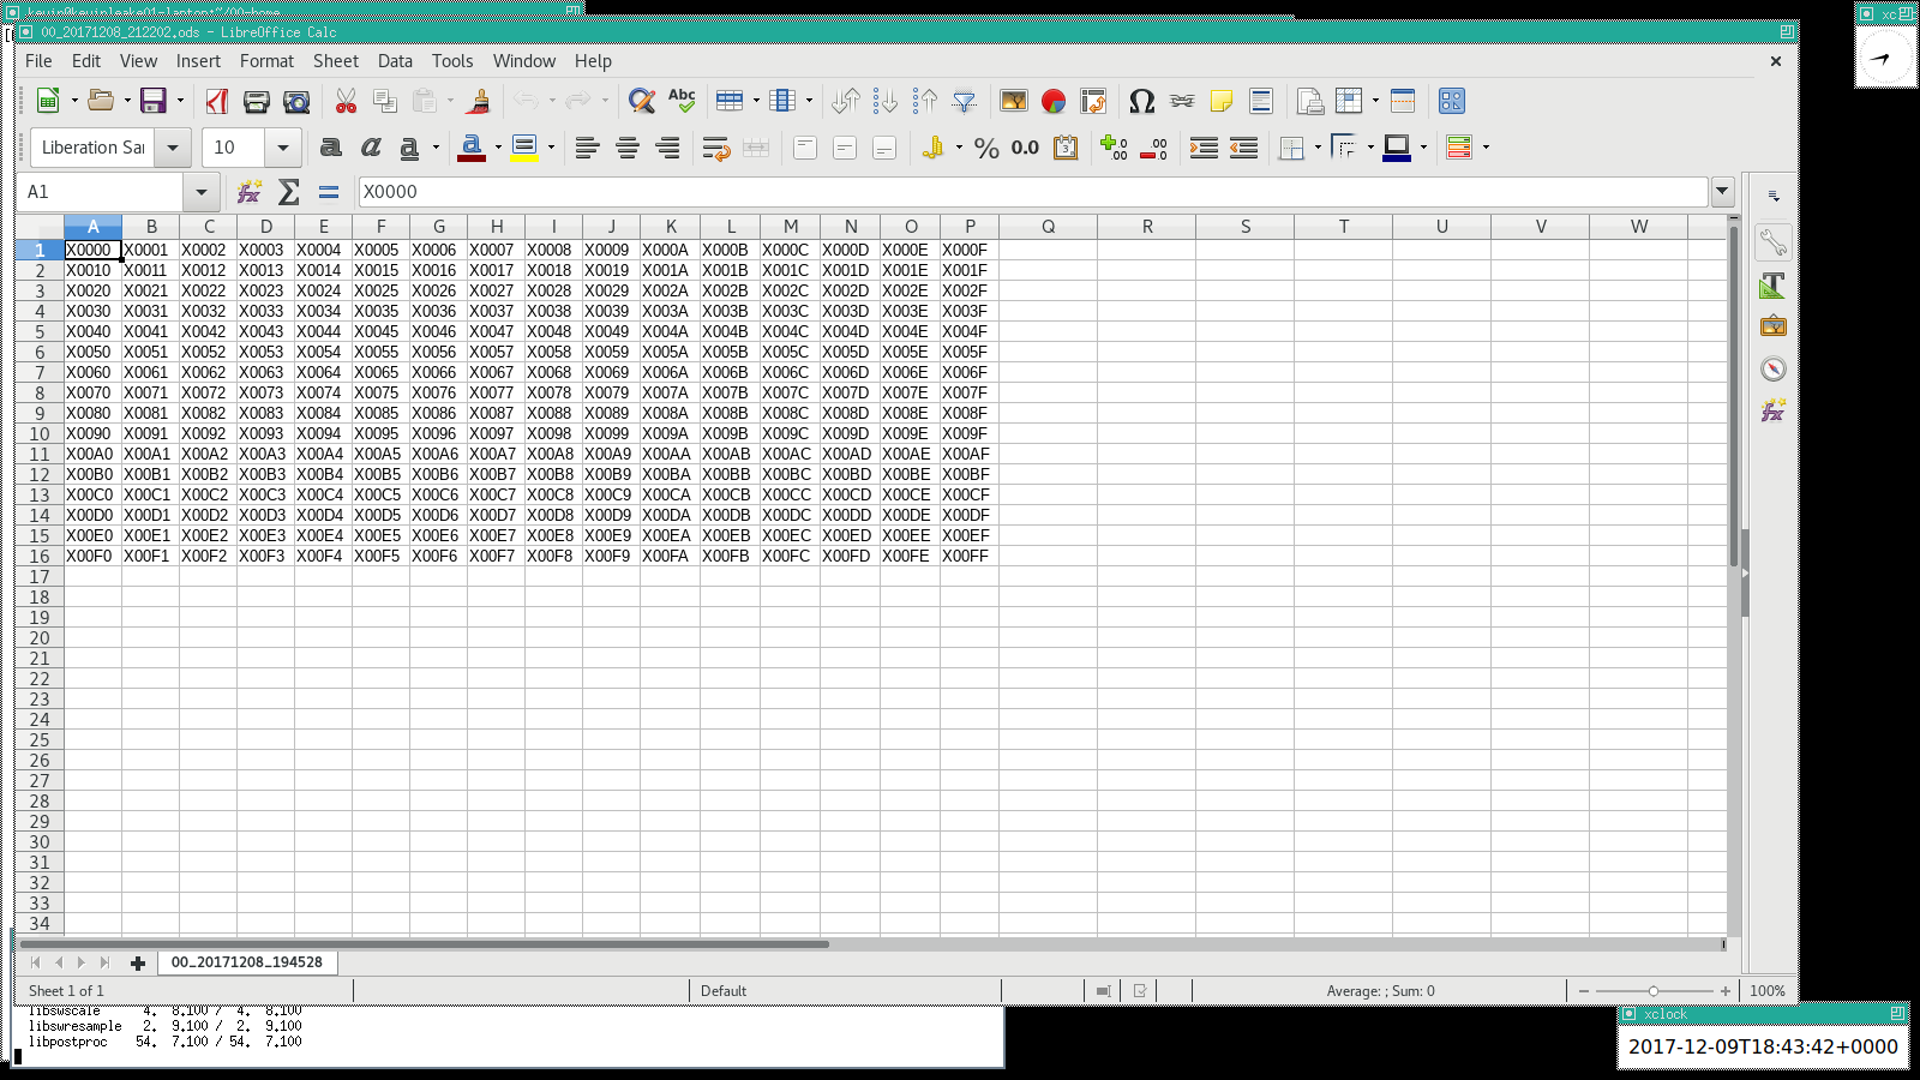 kevin@kevinleake01-laptop:~/00-home
xc
00_20171208_212202.ods - LibreOffice Calc
File Edit View Insert Format Sheet Data Tools Window Help
Abc
Liberation Sar 10 a a a a % 0.0 .00 .00
A1 X0000
A B C D E F G H I J K L M N O P Q R S T U V W
1 X0000 X0001 X0002 X0003 X0004 X0005 X0006 X0007 X0008 X0009 X000A X000B X000C X000D X000E X000F
2 X0010 X0011 X0012 X0013 X0014 X0015 X0016 X0017 X0018 X0019 X001A X001B X001C X001D X001E X001F
3 X0020 X0021 X0022 X0023 X0024 X0025 X0026 X0027 X0028 X0029 X002A X002B X002C X002D X002E X002F
4 X0030 X0031 X0032 X0033 X0034 X0035 X0036 X0037 X0038 X0039 X003A X003B X003C X003D X003E X003F
5 X0040 X0041 X0042 X0043 X0044 X0045 X0046 X0047 X0048 X0049 X004A X004B X004C X004D X004E X004F
6 X0050 X0051 X0052 X0053 X0054 X0055 X0056 X0057 X0058 X0059 X005A X005B X005C X005D X005E X005F
7 X0060 X0061 X0062 X0063 X0064 X0065 X0066 X0067 X0068 X0069 X006A X006B X006C X006D X006E X006F
8 X0070 X0071 X0072 X0073 X0074 X0075 X0076 X0077 X0078 X0079 X007A X007B X007C X007D X007E X007F
9 X0080 X0081 X0082 X0083 X0084 X0085 X0086 X0087 X0088 X0089 X008A X008B X008C X008D X008E X008F
10 X0090 X0091 X0092 X0093 X0094 X0095 X0096 X0097 X0098 X0099 X009A X009B X009C X009D X009E X009F
11 X00A0 X00A1 X00A2 X00A3 X00A4 X00A5 X00A6 X00A7 X00A8 X00A9 X00AA X00AB X00AC X00AD X00AE X00AF
12 X00B0 X00B1 X00B2 X00B3 X00B4 X00B5 X00B6 X00B7 X00B8 X00B9 X00BA X00BB X00BC X00BD X00BE X00BF
13 X00C0 X00C1 X00C2 X00C3 X00C4 X00C5 X00C6 X00C7 X00C8 X00C9 X00CA X00CB X00CC X00CD X00CE X00CF
14 X00D0 X00D1 X00D2 X00D3 X00D4 X00D5 X00D6 X00D7 X00D8 X00D9 X00DA X00DB X00DC X00DD X00DE X00DF
15 X00E0 X00E1 X00E2 X00E3 X00E4 X00E5 X00E6 X00E7 X00E8 X00E9 X00EA X00EB X00EC X00ED X00EE X00EF
16 X00F0 X00F1 X00F2 X00F3 X00F4 X00F5 X00F6 X00F7 X00F8 X00F9 X00FA X00FB X00FC X00FD X00FE X00FF
17
18
19
20
21
22
23
24
25
26
27
28
29
30
31
32
33
34
00_20171208_194528
Sheet 1 of 1 Default Average: ; Sum: 0 100%
libswscale 4. 8.100 / 4. 8.100
libswresample 2. 9.100 / 2. 9.100
libpostproc 54. 7.100 / 54. 7.100
xclock
2017-12-09T18:43:42+0000